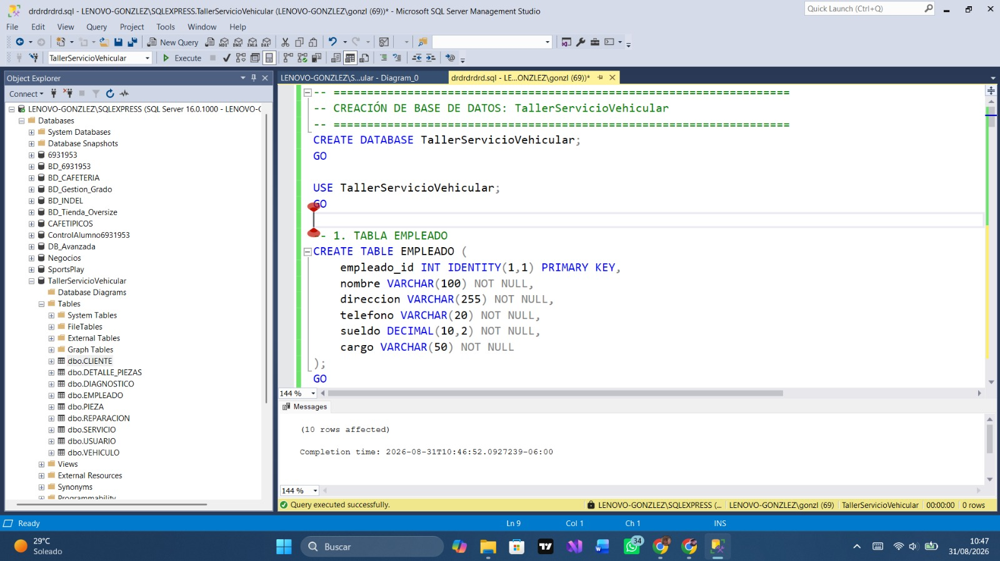 drdrdrdrd.sql - LENOVO-GONZLEZ\SQLEXPRESS.TallerServicioVehicular (LENOVO-GONZLEZ\gonzl (69))* - Microsoft SQL Server Management Studio
Quick Launch (Ctrl+Q)
File Edit View Query Project Tools Window Help
New Query
MDX DMX XMLA DAX
TallerServicioVehicular
Execute
Object Explorer
Connect
LENOVO-GONZLEZ\SQLEXPRESS (SQL Server 16.0.1000 - LENOVO-G
Databases
System Databases
Database Snapshots
6931953
BD_6931953
BD_CAFETERIA
BD_Gestion_Grado
BD_INDEL
BD_Tienda_Oversize
CAFETIPICOS
ControlAlumno6931953
DB_Avanzada
Negocios
SportsPlay
TallerServicioVehicular
Database Diagrams
Tables
System Tables
FileTables
External Tables
Graph Tables
dbo.CLIENTE
dbo.DETALLE_PIEZAS
dbo.DIAGNOSTICO
dbo.EMPLEADO
dbo.PIEZA
dbo.REPARACION
dbo.SERVICIO
dbo.USUARIO
dbo.VEHICULO
Views
External Resources
Synonyms
Programmability
LENOVO-GONZLEZ\S...ular - Diagram_0
drdrdrdrd.sql - LE...ONZLEZ\gonzl (69))*
-- ====================================================================
-- CREACIÓN DE BASE DE DATOS: TallerServicioVehicular
-- ====================================================================
CREATE DATABASE TallerServicioVehicular;
GO
USE TallerServicioVehicular;
GO
-- 1. TABLA EMPLEADO
CREATE TABLE EMPLEADO (
empleado_id INT IDENTITY(1,1) PRIMARY KEY,
nombre VARCHAR(100) NOT NULL,
direccion VARCHAR(255) NOT NULL,
telefono VARCHAR(20) NOT NULL,
sueldo DECIMAL(10,2) NOT NULL,
cargo VARCHAR(50) NOT NULL
);
GO
144 %
Messages
(10 rows affected)
Completion time: 2026-08-31T10:46:52.0927239-06:00
144 %
Query executed successfully.
LENOVO-GONZLEZ\SQLEXPRESS (... LENOVO-GONZLEZ\gonzl (69) TallerServicioVehicular 00:00:00 0 rows
Ready
Ln 9 Col 1 Ch 1 INS
29°C
Soleado
Buscar
34
10:47
31/08/2026